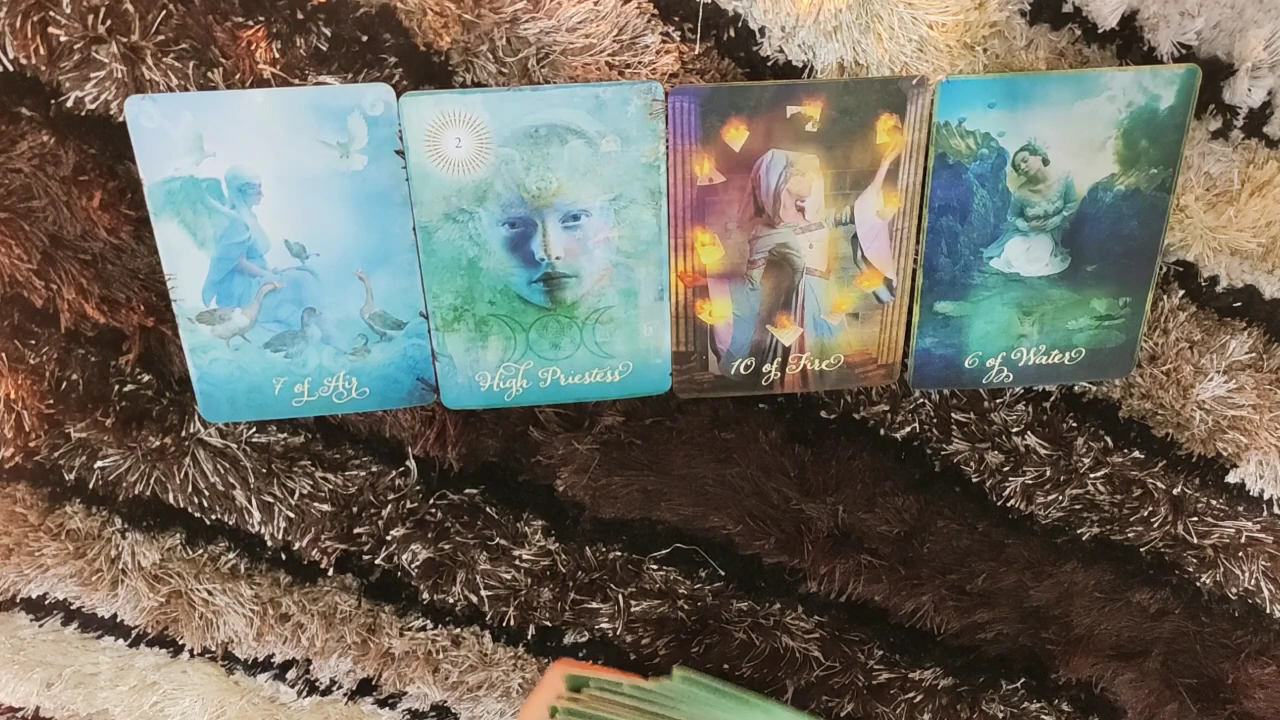 7 of Air
2
High Priestess
10 of Fire
6 of Water